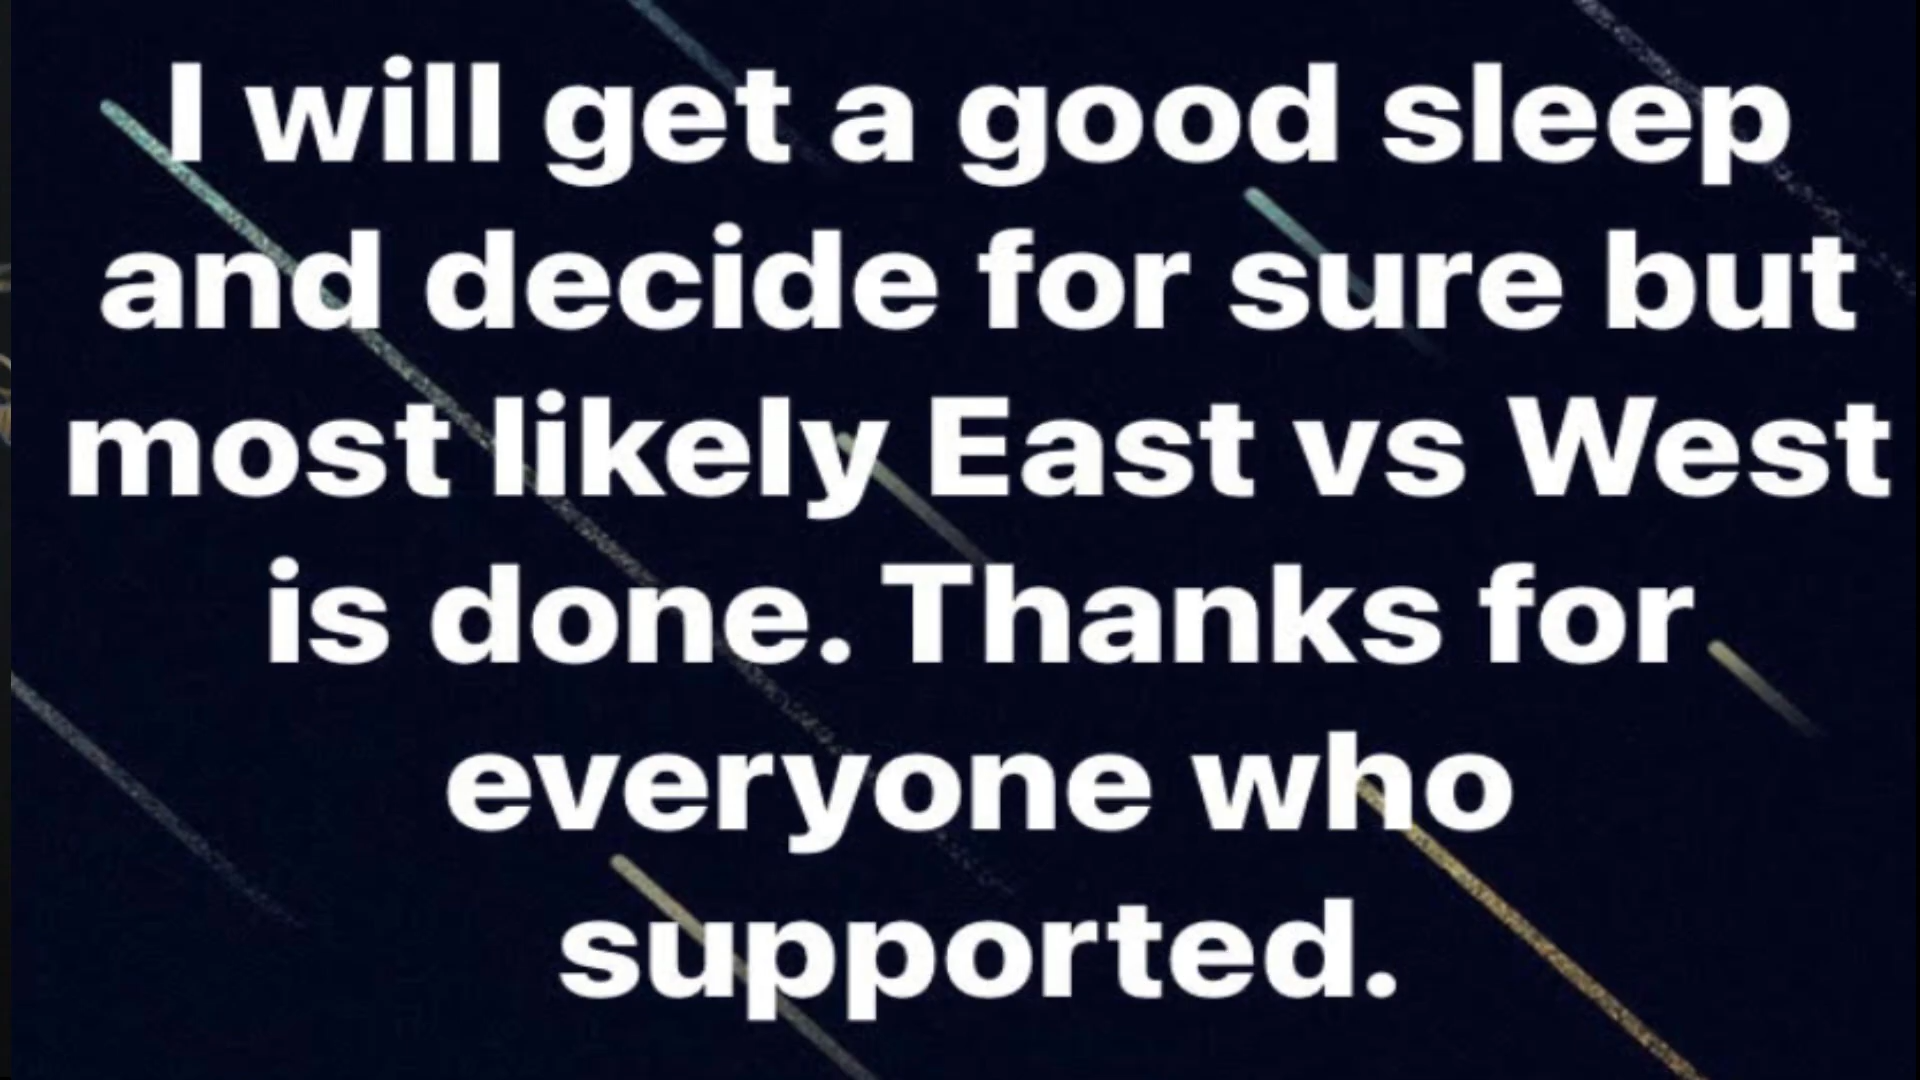 I will get a good sleep
and decide for sure but
most likely East vs West
is done. Thanks for
everyone who
supported.